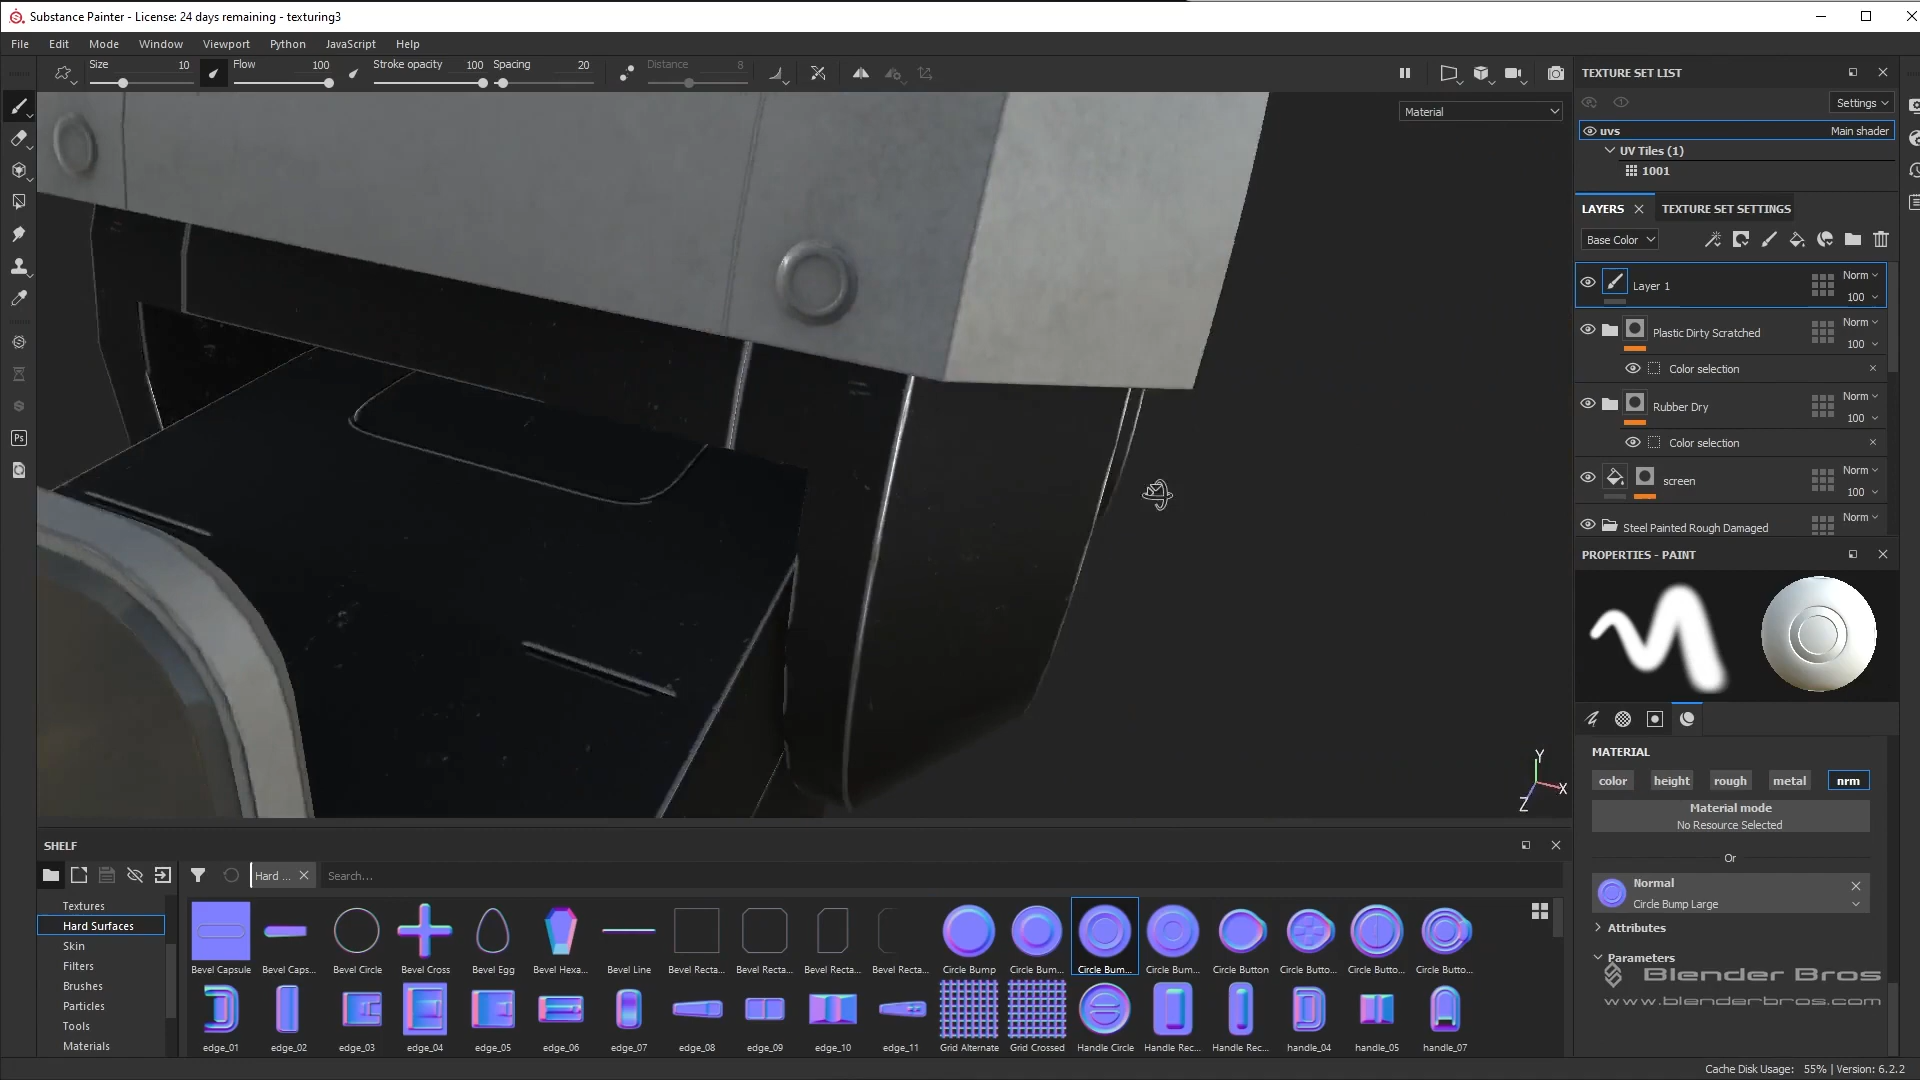 Substance Painter - License: 24 days remaining - texturing3
File Edit Mode Window Viewport Python JavaScript Help
Size 10 Flow 100 Stroke opacity 100 Spacing 20 Distance 8
Material
TEXTURE SET LIST
Settings
uvs Main shader
UV Tiles (1)
1001
LAYERS TEXTURE SET SETTINGS
Base Color
Layer 1 Norm 100
Plastic Dirty Scratched Norm 100
Color selection
Rubber Dry Norm 100
Color selection
screen Norm 100
Steel Painted Rough Damaged Norm
PROPERTIES - PAINT
MATERIAL
color height rough metal nrm
Material mode
No Resource Selected
Or
Normal
Circle Bump Large
Attributes
Parameters
Blender Bros
www.blenderbros.com
Y
X
Z
Ps
SHELF
Hard ... Search...
Textures
Hard Surfaces
Skin
Filters
Brushes
Particles
Tools
Materials
Bevel Capsule Bevel Caps... Bevel Circle Bevel Cross Bevel Egg Bevel Hexa... Bevel Line Bevel Recta... Bevel Recta... Bevel Recta... Bevel Recta... Circle Bump Circle Bum... Circle Bum... Circle Bum... Circle Button Circle Butto... Circle Butto... Circle Butto...
edge_01 edge_02 edge_03 edge_04 edge_05 edge_06 edge_07 edge_08 edge_09 edge_10 edge_11 Grid Alternate Grid Crossed Handle Circle Handle Rec... Handle Rec... handle_04 handle_05 handle_07
Cache Disk Usage: 55% | Version: 6.2.2